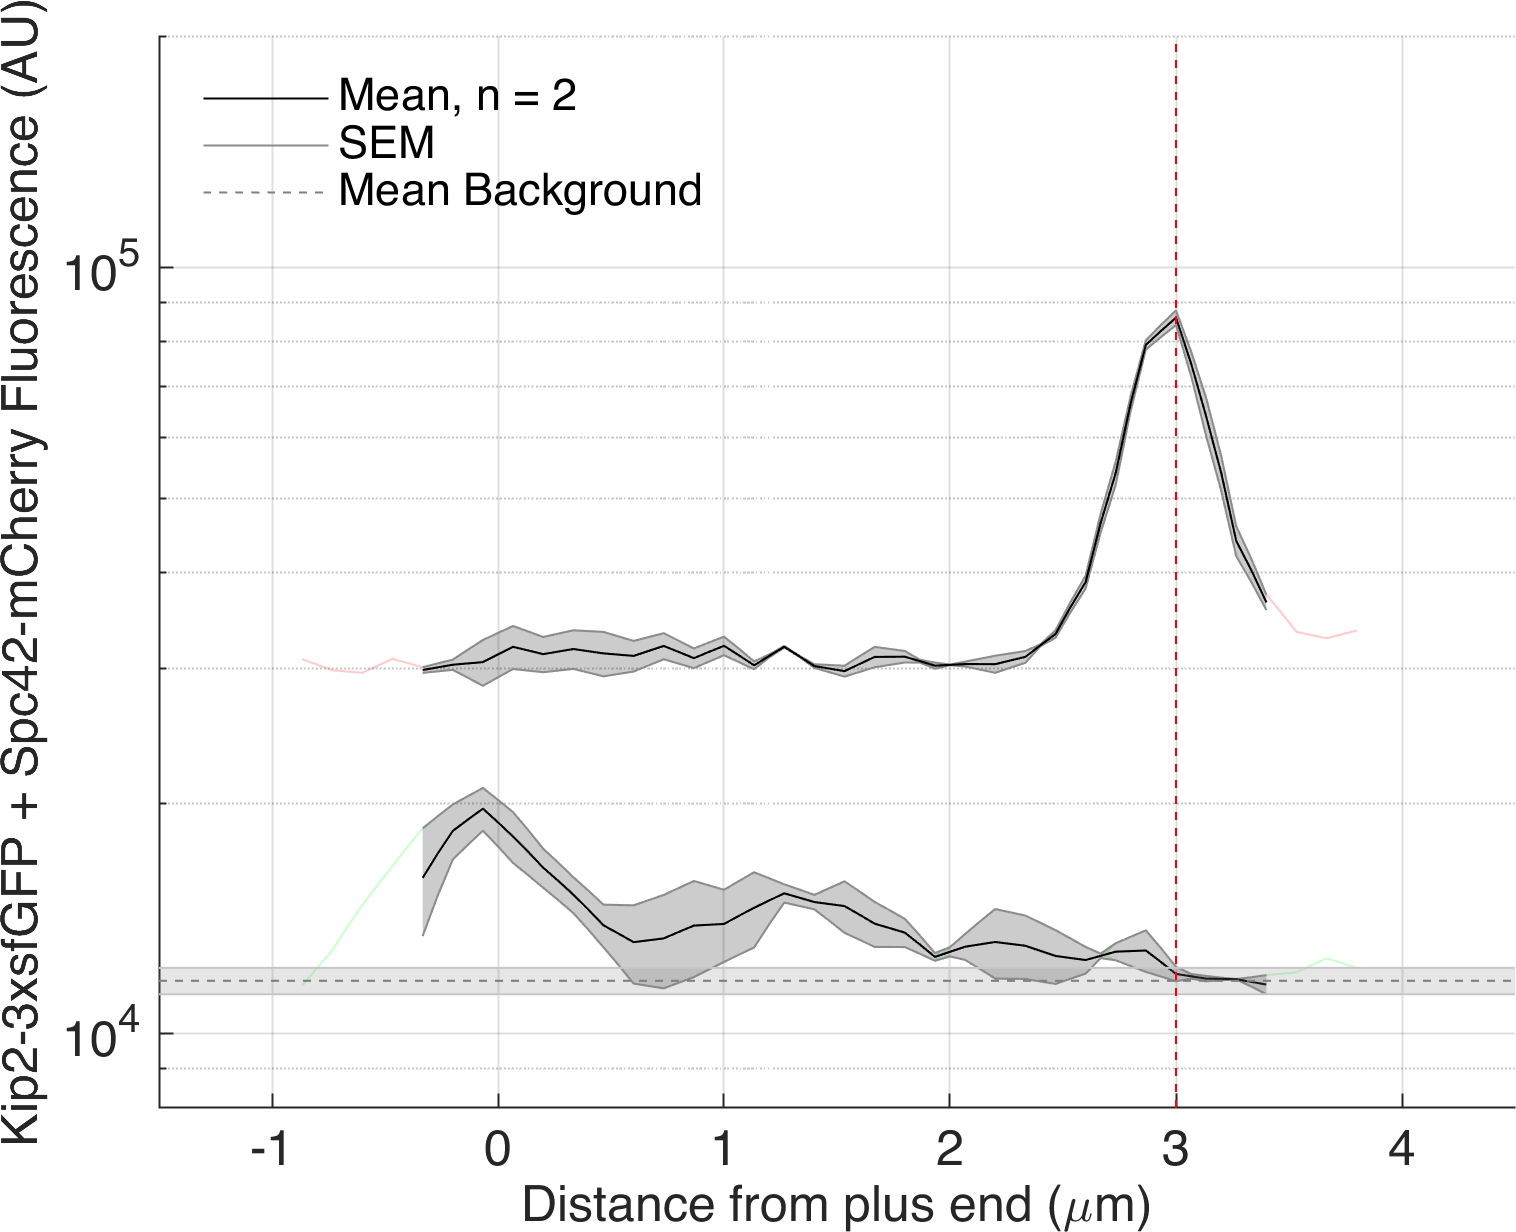 Kip2-3xsfGFP + Spc42-mCherry Fluorescence (AU)
Mean, n = 2
SEM
Mean Background
10^5
10^4
-1 0 1 2 3 4
Distance from plus end (μm)